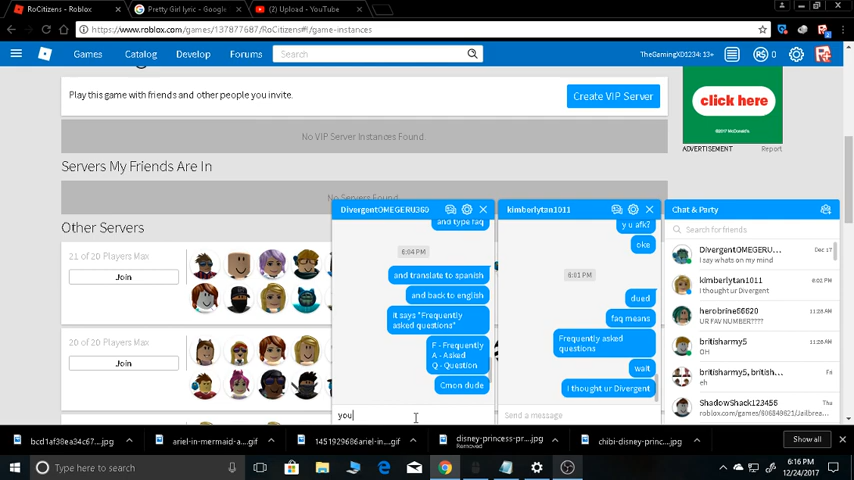 RoCitizens - Roblox
Pretty Girl lyric - Google
(2) Upload - YouTube
https://www.roblox.com/games/137877687/RoCitizens#!/game-instances
Games
Catalog
Develop
Forums
Search
TheGamingXD1234: 13+
R$ 0
Play this game with friends and other people you invite.
Create VIP Server
No VIP Server Instances Found.
click here
©2017 McDonald's
ADVERTISEMENT
Report
Servers My Friends Are In
No Servers Found.
Other Servers
21 of 20 Players Max
Join
20 of 20 Players Max
Join
DivergentOMEGERU360
and type faq
6:04 PM
and translate to spanish
and back to english
it says "Frequently
asked questions"
F - Frequently
A - Asked
Q - Question
Cmon dude
you
kimberlytan1011
y u afk?
oke
6:01 PM
dued
faq means
Frequently asked
questions
wait
I thought ur Divergent
Send a message
Chat & Party
Search for friends
DivergentOMEGERU...
Dec 17
I say whats on my mind
kimberlytan1011
6:02 PM
I thought ur Divergent
herobrine66620
11:28 AM
UR FAV NUMBER????
britisharmy5
11:26 AM
OH
britisharmy5, british...
Fri
eh
ShadowShack123456
Fri
roblox.com/games/606849621/Jailbreak...
bcd1af38ea34c67....jpg
ariel-in-mermaid-a....gif
1451929686ariel-in....gif
disney-princess-pr....jpg
Removed
chibi-disney-princ....jpg
Show all
Type here to search
6:16 PM
12/24/2017